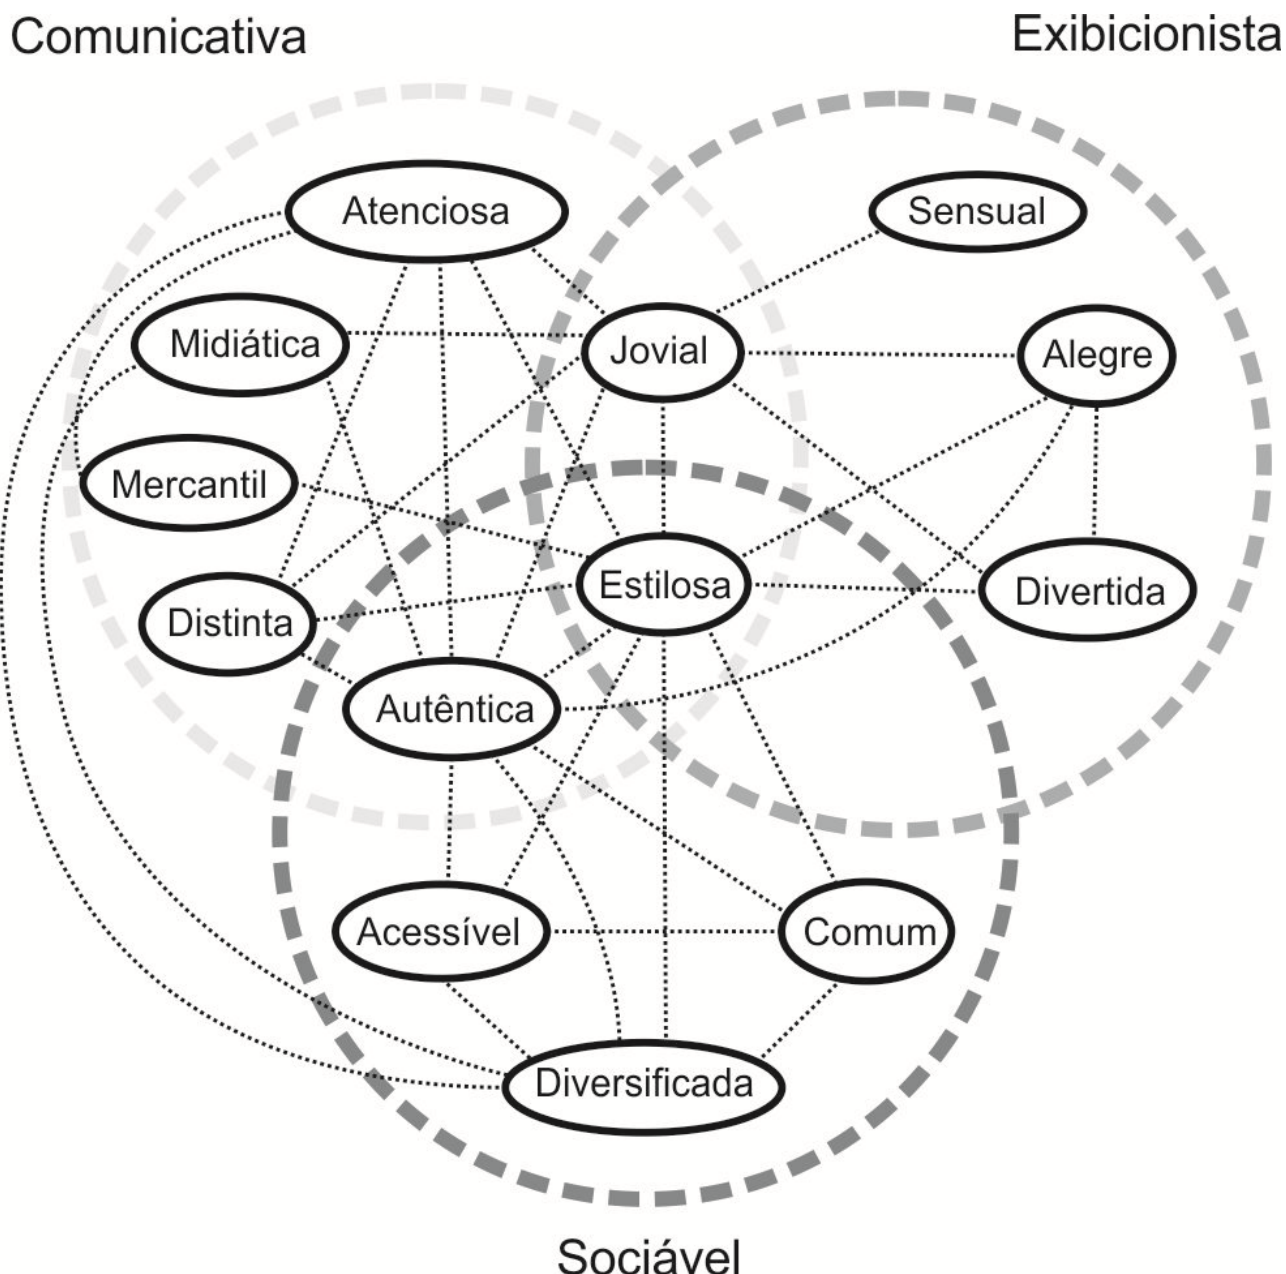 Comunicativa
Exibicionista
Atenciosa
Sensual
Midiática
Jovial
Alegre
Mercantil
Estilosa
Divertida
Distinta
Autêntica
Acessível
Comum
Diversificada
Sociável